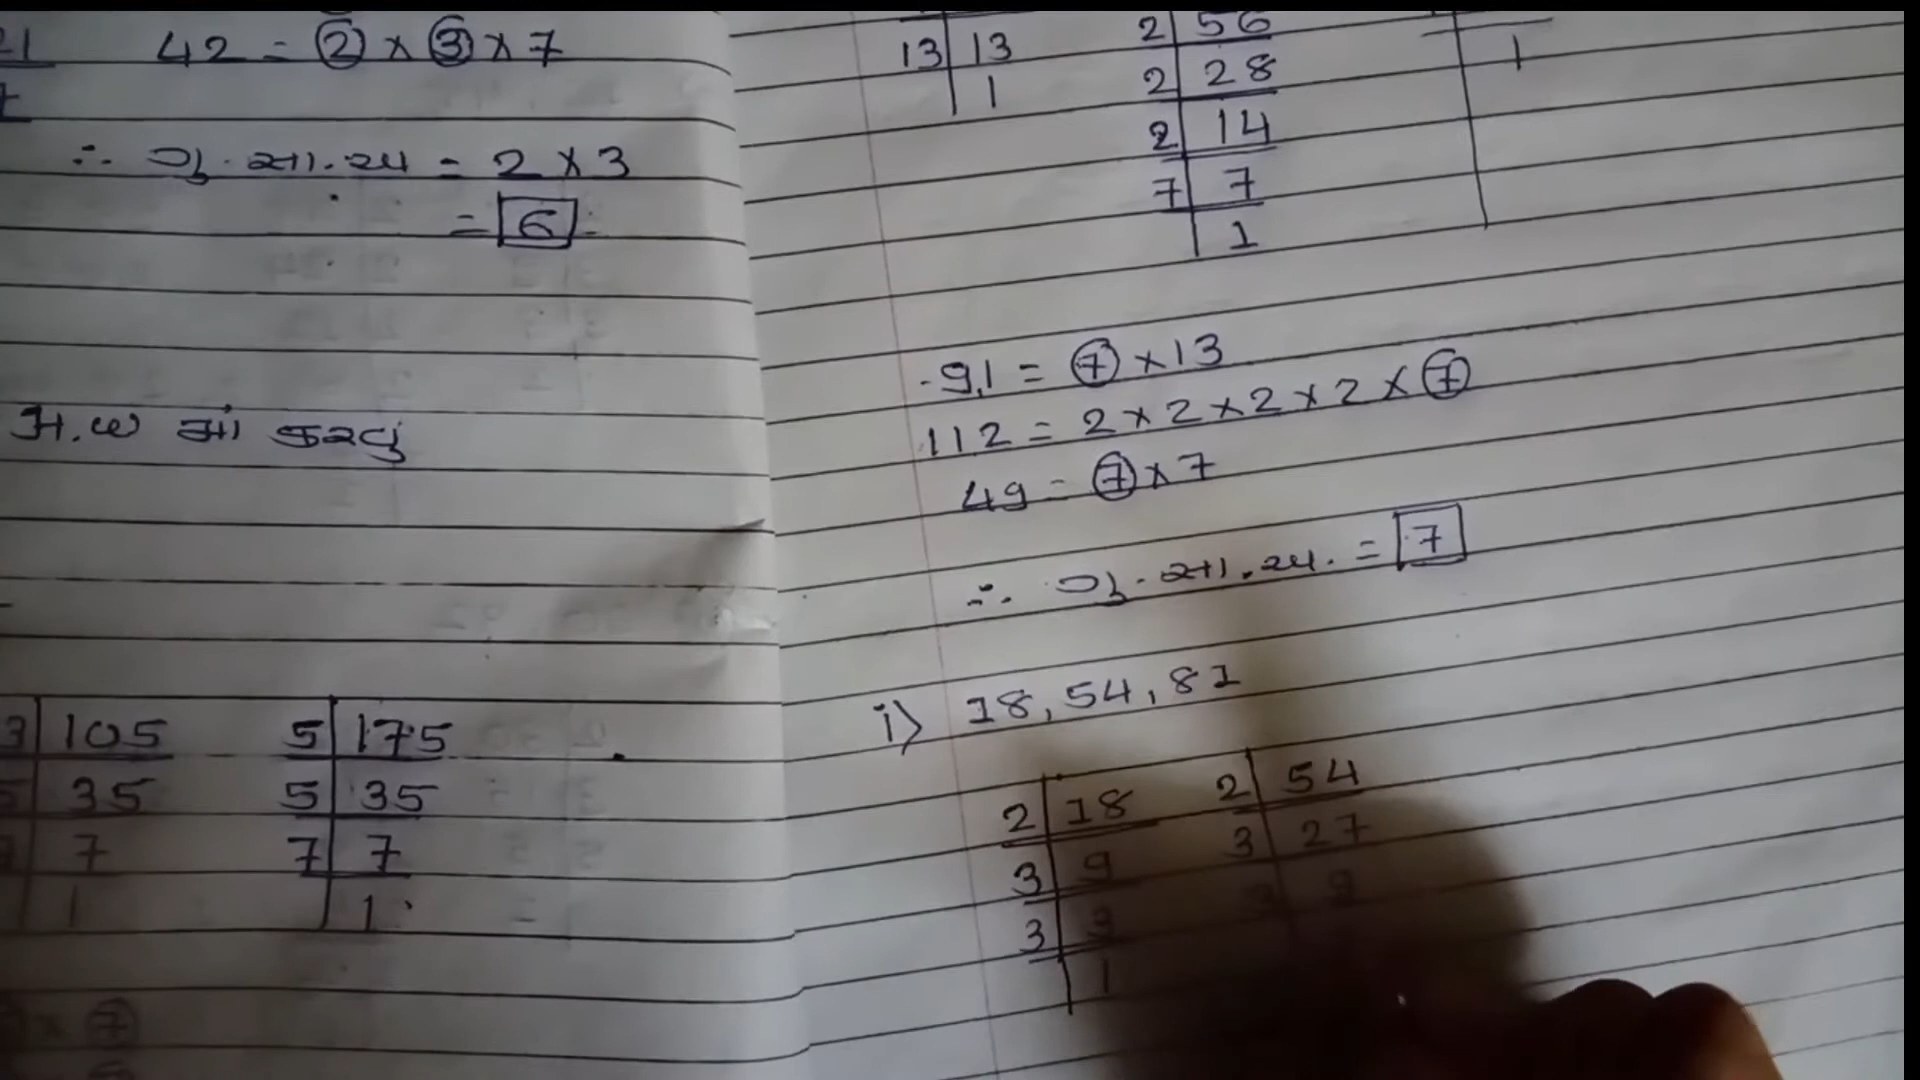 42 = 2 × 3 × 7
∴ ગુ.સા.અ = 2 × 3
= 6
મ.વ માં કરવું
3 | 105
35
7
1
5 | 175
5 | 35
7 | 7
1
13 | 13
1
2 | 56
2 | 28
2 | 14
7 | 7
1
1
91 = 7 × 13
112 = 2 × 2 × 2 × 2 × 7
49 = 7 × 7
∴ ગુ.સા.અ. = 7
i) 18, 54, 81
2 | 18
3 | 9
3 | 3
1
2 | 54
3 | 27
3 | 9